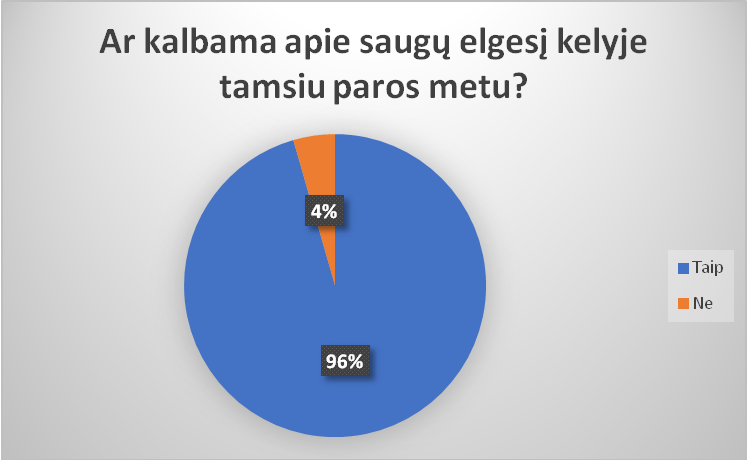 Ar kalbama apie saugų elgesį kelyje
tamsiu paros metu?
4%
96%
Taip
Ne